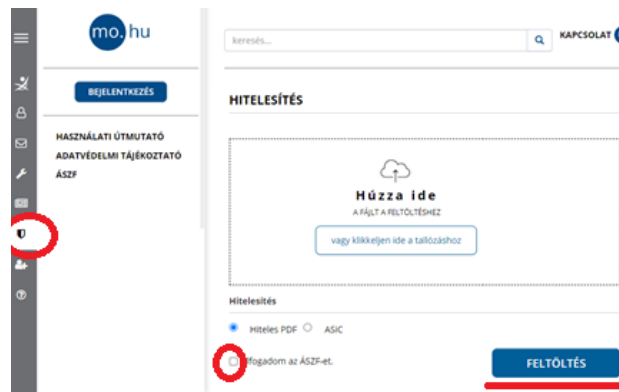 mo.hu
BEJELENTKEZÉS
HASZNÁLATI ÚTMUTATÓ
ADATVÉDELMI TÁJÉKOZTATÓ
ÁSZF
keresés...
KAPCSOLAT
HITELESÍTÉS
Húzza ide
A FÁJLT A FELTÖLTÉSHEZ
vagy klikkeljen ide a tallózáshoz
Hitelesítés
Hiteles PDF ASIC
lfogadom az ÁSZF-et.
FELTÖLTÉS